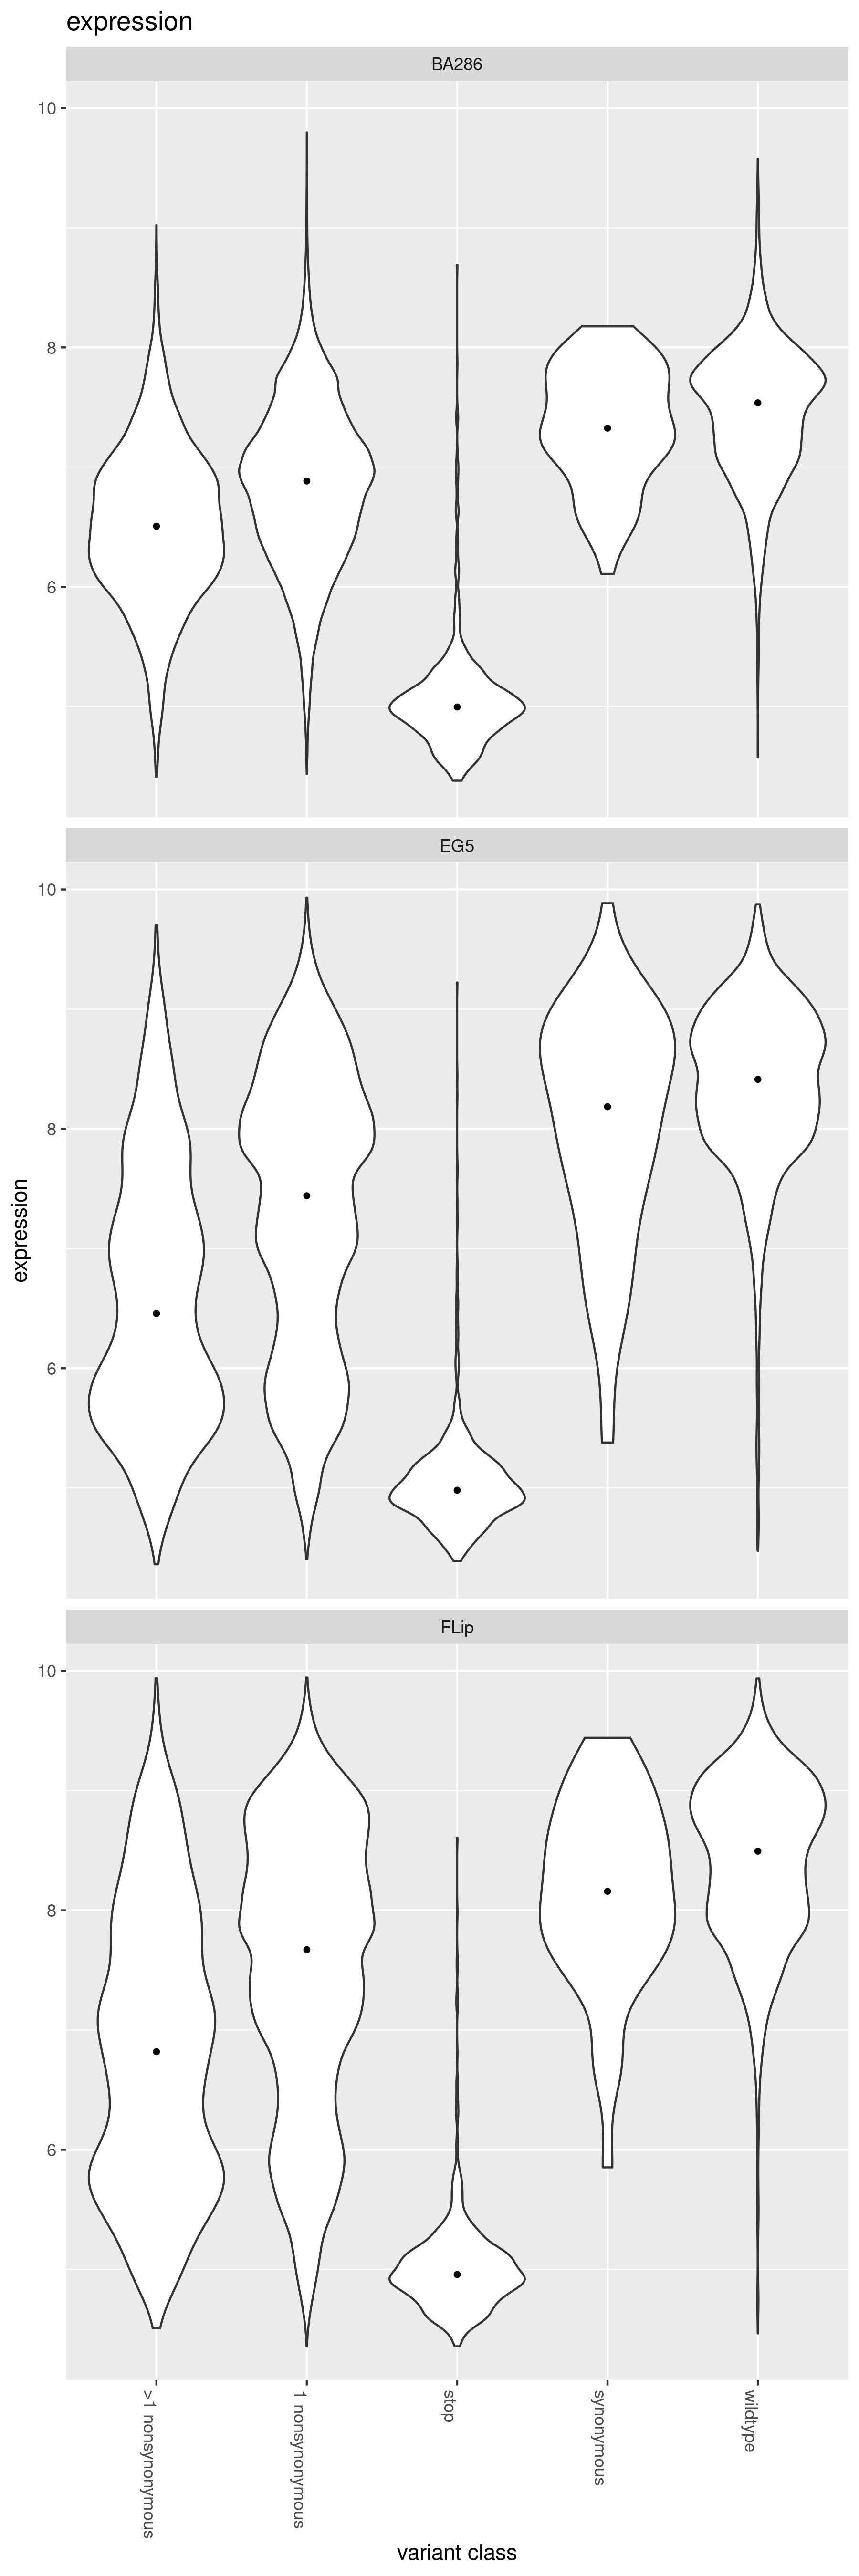 expression
BA286
10
8
6
EG5
10
8
6
expression
FLip
10
8
6
>1 nonsynonymous
1 nonsynonymous
stop
synonymous
wildtype
variant class